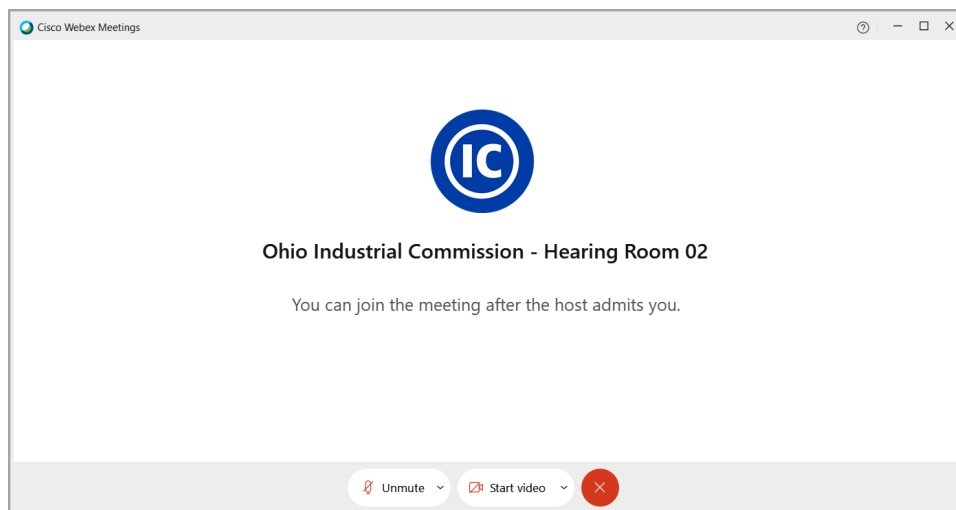 Cisco Webex Meetings
IC
Ohio Industrial Commission - Hearing Room 02
You can join the meeting after the host admits you.
Unmute
Start video